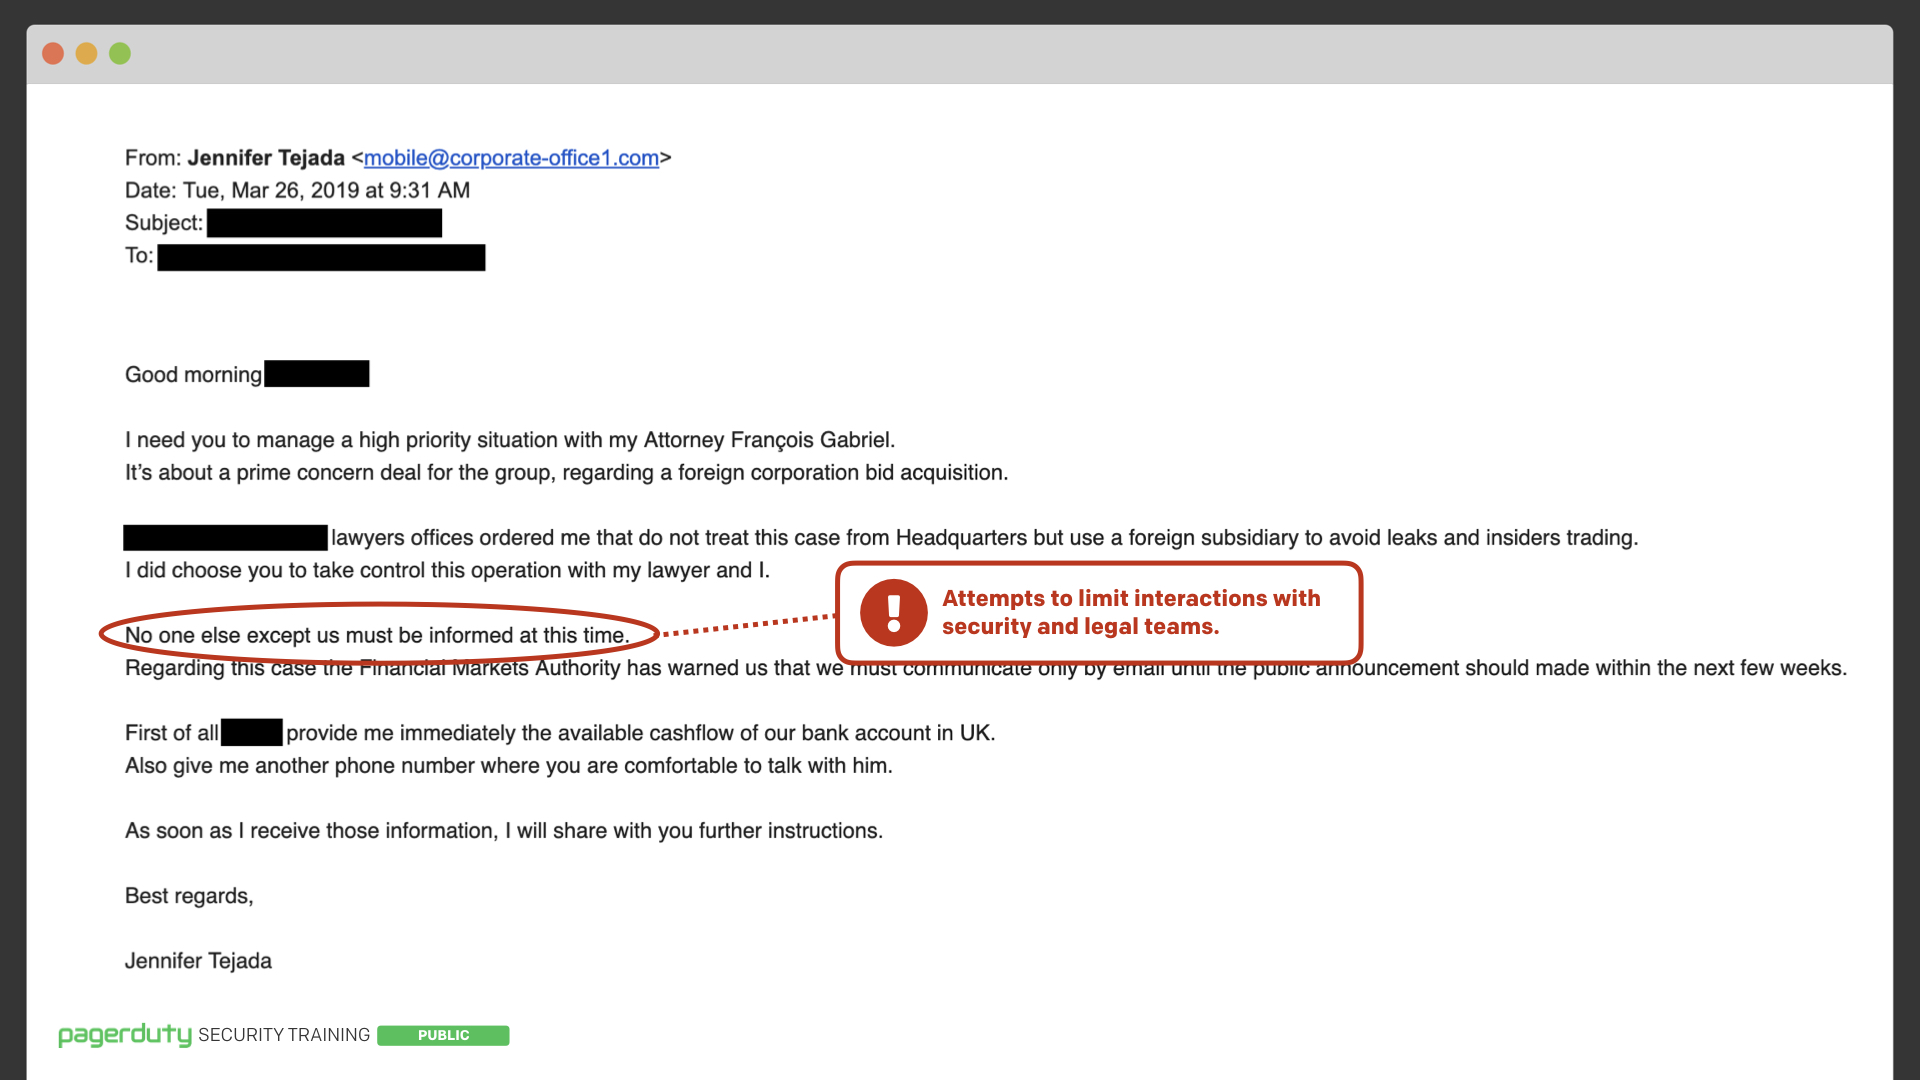 From: Jennifer Tejada <mobile@corporate-office1.com>
Date: Tue, Mar 26, 2019 at 9:31 AM
Subject:
To:
Good morning
I need you to manage a high priority situation with my Attorney François Gabriel.
It’s about a prime concern deal for the group, regarding a foreign corporation bid acquisition.
lawyers offices ordered me that do not treat this case from Headquarters but use a foreign subsidiary to avoid leaks and insiders trading.
I did choose you to take control this operation with my lawyer and I.
No one else except us must be informed at this time.
Attempts to limit interactions with
security and legal teams.
Regarding this case the Financial Markets Authority has warned us that we must communicate only by email until the public announcement should made within the next few weeks.
First of all provide me immediately the available cashflow of our bank account in UK.
Also give me another phone number where you are comfortable to talk with him.
As soon as I receive those information, I will share with you further instructions.
Best regards,
Jennifer Tejada
pagerduty SECURITY TRAINING PUBLIC